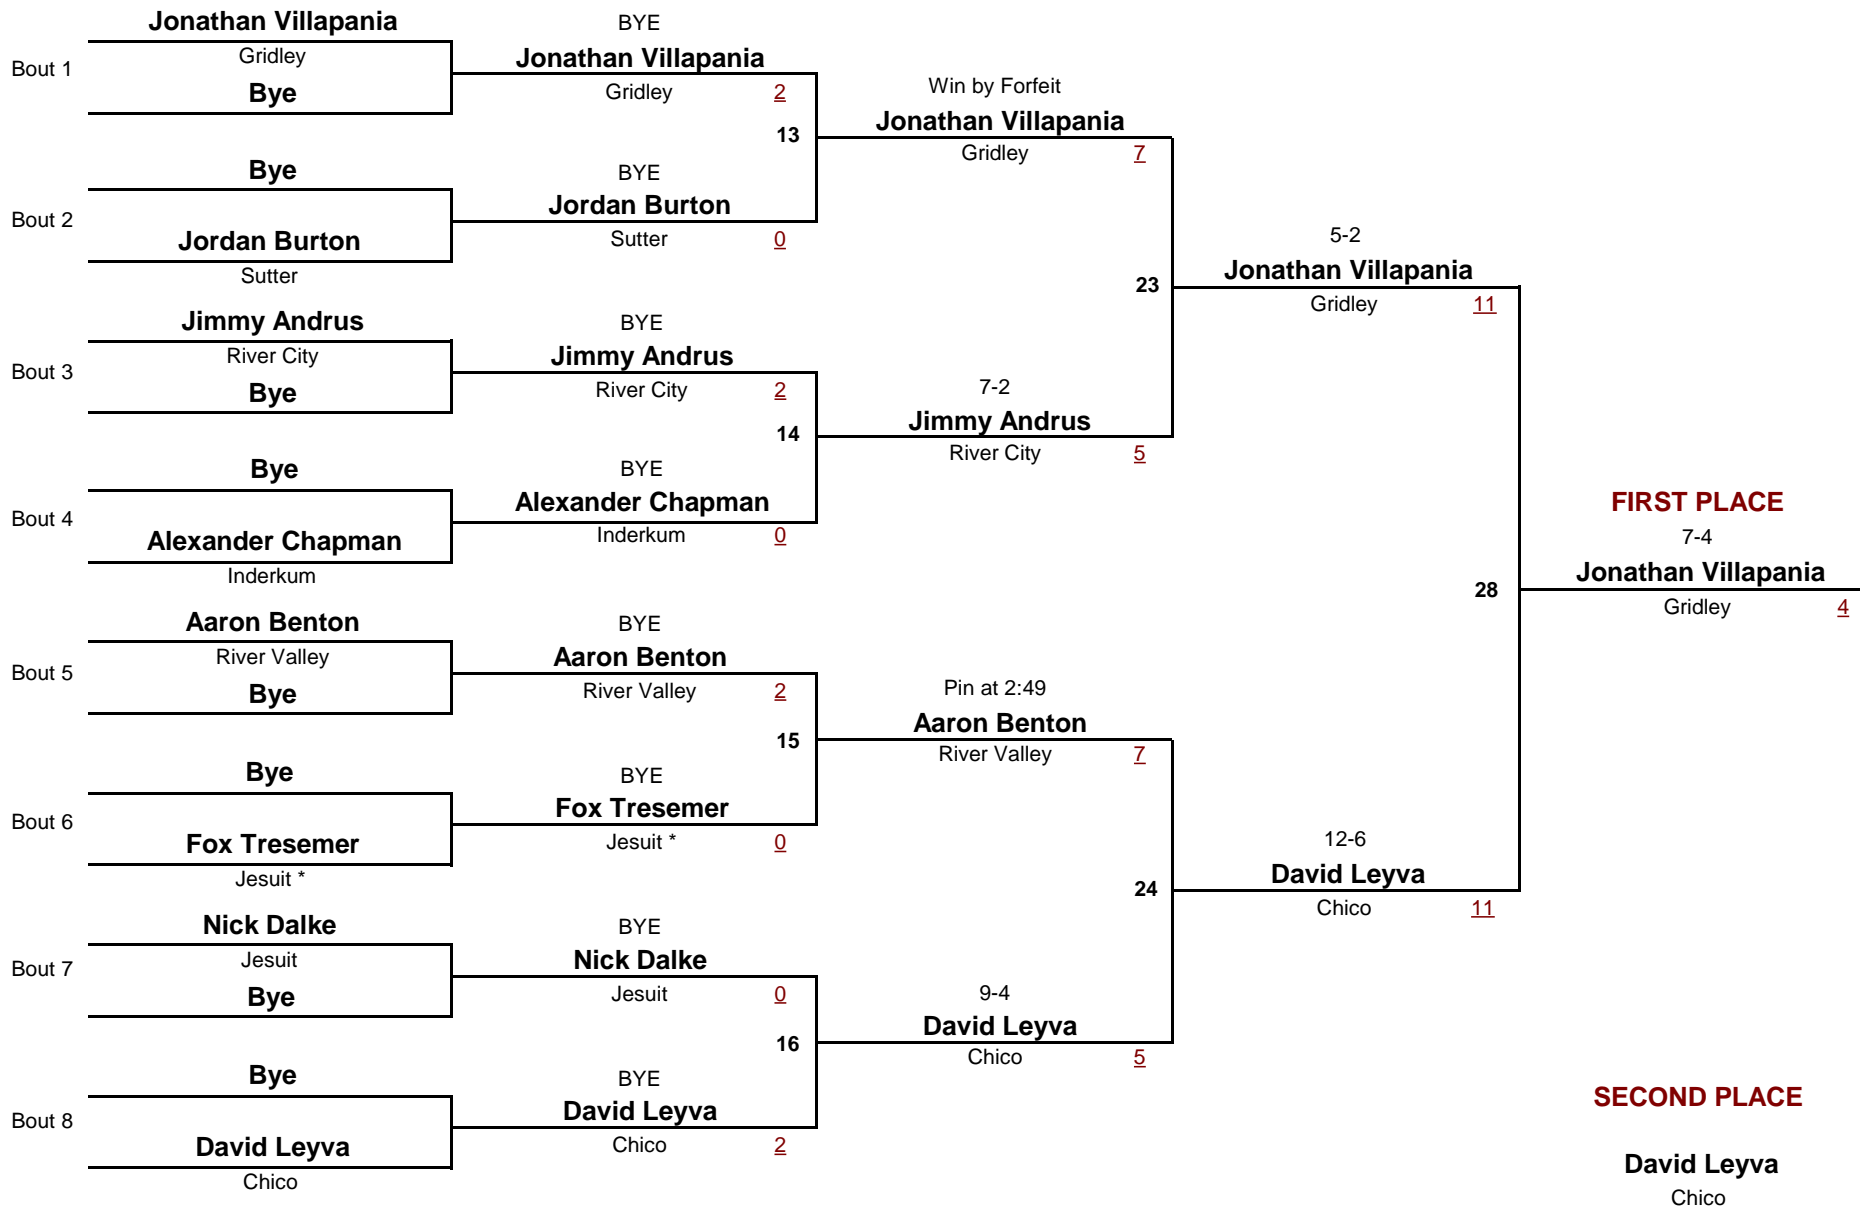 Jonathan Villapania
Gridley
Bout 1
Bye
Bye
Bout 2
Jordan Burton
Sutter
Jimmy Andrus
River City
Bout 3
Bye
Bye
Bout 4
Alexander Chapman
Inderkum
Aaron Benton
River Valley
Bout 5
Bye
Bye
Bout 6
Fox Tresemer
Jesuit *
Nick Dalke
Jesuit
Bout 7
Bye
Bye
Bout 8
David Leyva
Chico
BYE
Jonathan Villapania
Gridley 2
13
BYE
Jordan Burton
Sutter 0
BYE
Jimmy Andrus
River City 2
14
BYE
Alexander Chapman
Inderkum 0
BYE
Aaron Benton
River Valley 2
15
BYE
Fox Tresemer
Jesuit * 0
BYE
Nick Dalke
Jesuit 0
16
BYE
David Leyva
Chico 2
Win by Forfeit
Jonathan Villapania
Gridley 7
23
7-2
Jimmy Andrus
River City 5
Pin at 2:49
Aaron Benton
River Valley 7
24
9-4
David Leyva
Chico 5
5-2
Jonathan Villapania
Gridley 11
28
12-6
David Leyva
Chico 11
FIRST PLACE
7-4
Jonathan Villapania
Gridley 4
SECOND PLACE
David Leyva
Chico